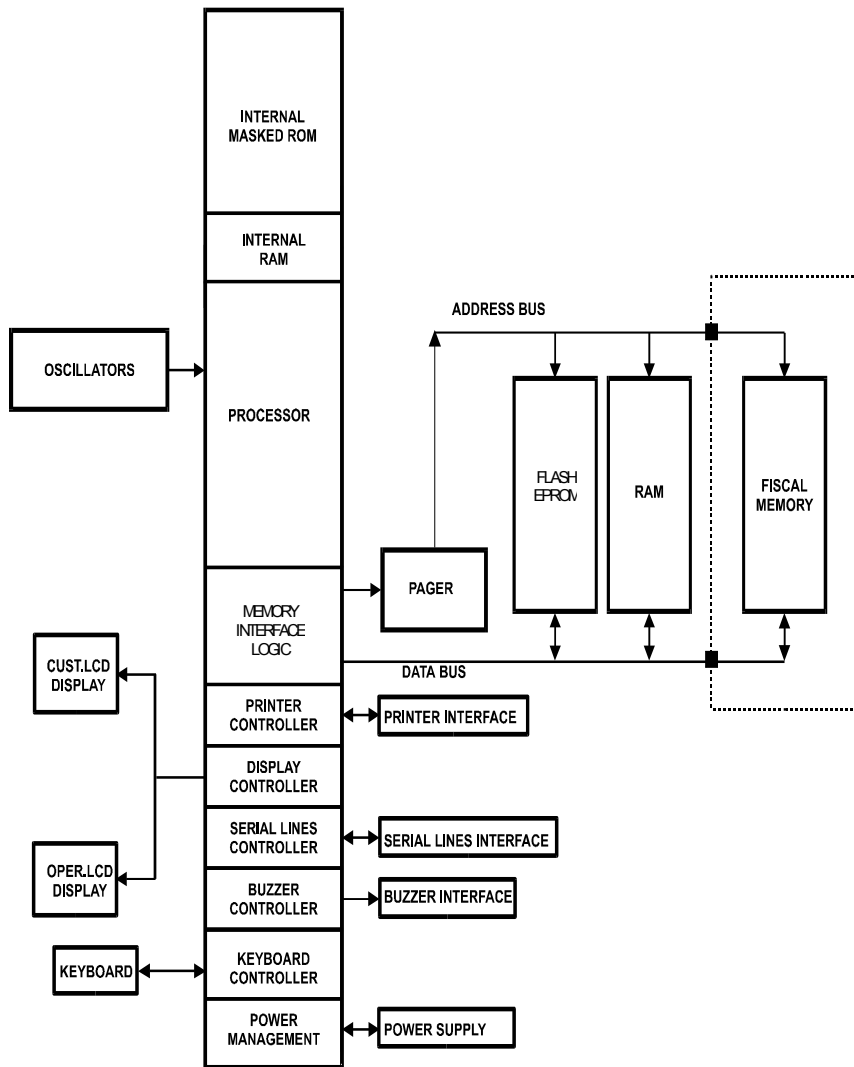 INTERNAL
MASKED ROM
INTERNAL
RAM
ADDRESS BUS
OSCILLATORS
PROCESSOR
FLASH
EPROM
RAM
FISCAL
MEMORY
PAGER
MEMORY
INTERFACE
LOGIC
CUST.LCD
DISPLAY
DATA BUS
PRINTER
CONTROLLER
PRINTER INTERFACE
DISPLAY
CONTROLLER
SERIAL LINES
CONTROLLER
SERIAL LINES INTERFACE
OPER.LCD
DISPLAY
BUZZER
CONTROLLER
BUZZER INTERFACE
KEYBOARD
KEYBOARD
CONTROLLER
POWER
MANAGEMENT
POWER SUPPLY